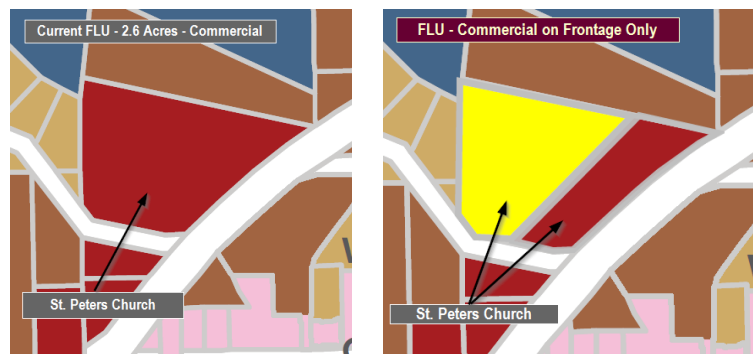 Current FLU - 2.6 Acres - Commercial
FLU - Commercial on Frontage Only
St. Peters Church
St. Peters Church